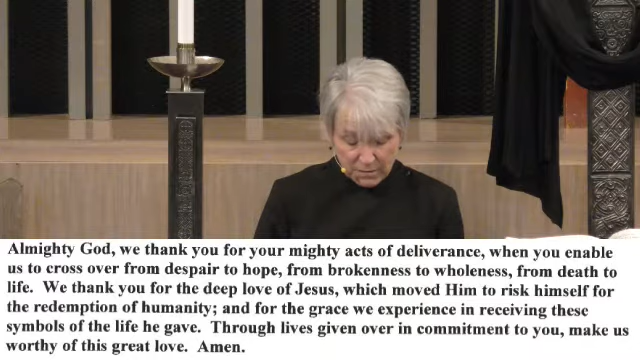 Almighty God, we thank you for your mighty acts of deliverance, when you enable
us to cross over from despair to hope, from brokenness to wholeness, from death to
life.  We thank you for the deep love of Jesus, which moved Him to risk himself for
the redemption of humanity; and for the grace we experience in receiving these
symbols of the life he gave.  Through lives given over in commitment to you, make us
worthy of this great love.  Amen.